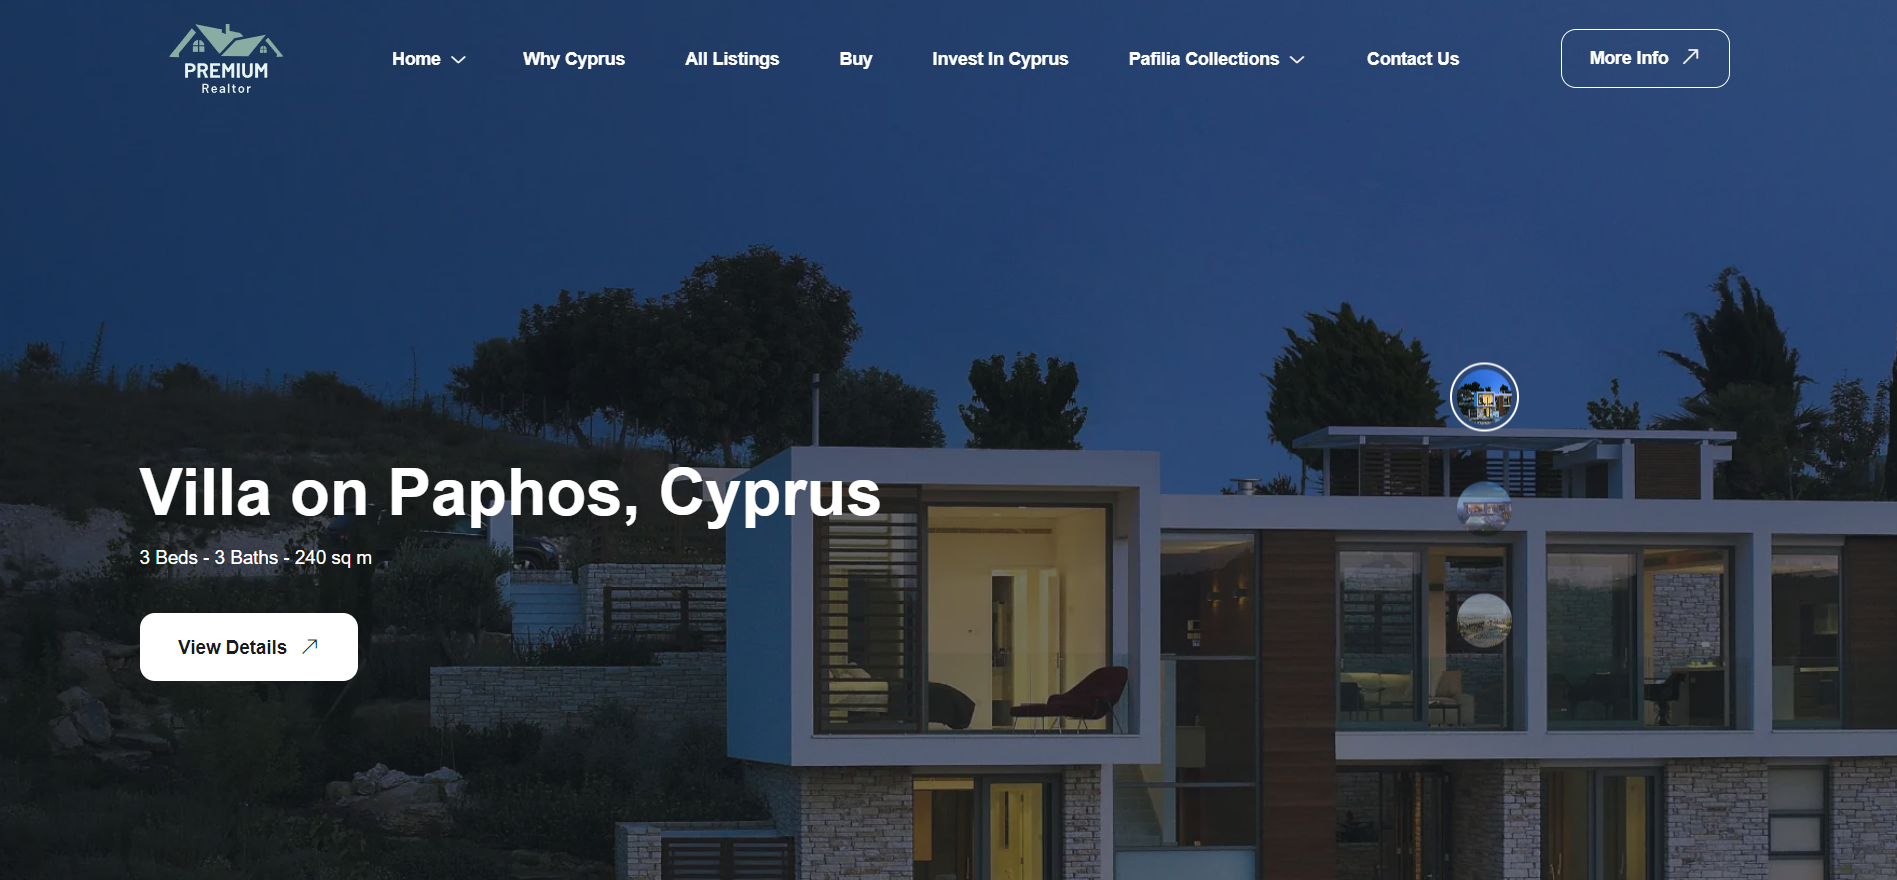 PREMIUM
Realtor
Home
Why Cyprus
All Listings
Buy
Invest In Cyprus
Pafilia Collections
Contact Us
More Info
Villa on Paphos, Cyprus
3 Beds - 3 Baths - 240 sq m
View Details